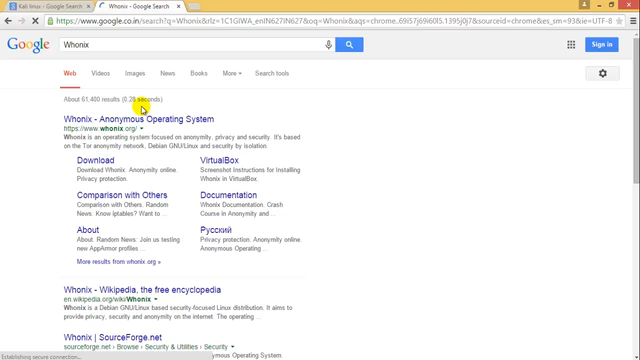 Kali linux - Google Search
Whonix - Google Search
https://www.google.co.in/search?q=Whonix&rlz=1C1GIWA_enIN627IN627&oq=Whonix&aqs=chrome..69i57j69i60l5.1395j0j7&sourceid=chrome&es_sm=93&ie=UTF-8
Google
Whonix
Sign in
Web Videos Images News Books More Search tools
About 61,400 results (0.28 seconds)
Whonix - Anonymous Operating System
https://www.whonix.org/
Whonix is an operating system focused on anonymity, privacy and security. It's based
on the Tor anonymity network, Debian GNU/Linux and security by isolation.
Download
Download Whonix. Anonymity online.
Privacy protection.
VirtualBox
Screenshot Instructions for Installing
Whonix in VirtualBox.
Comparison with Others
Comparison with Others. Random
News: Know iptables? Want to ...
Documentation
Whonix Documentation. Crash
Course in Anonymity and ...
About
About. Random News: Join us testing
new AppArmor profiles ...
Русский
Privacy protection. Anonymity online
Anonymous Operating ...
More results from whonix.org »
Whonix - Wikipedia, the free encyclopedia
en.wikipedia.org/wiki/Whonix
Whonix is a Debian GNU/Linux based security-focused Linux distribution. It aims to
provide privacy, security and anonymity on the internet. The operating ...
Whonix | SourceForge.net
sourceforge.net › Browse › Security & Utilities › Security
Anonymous Operating System
Establishing secure connection...